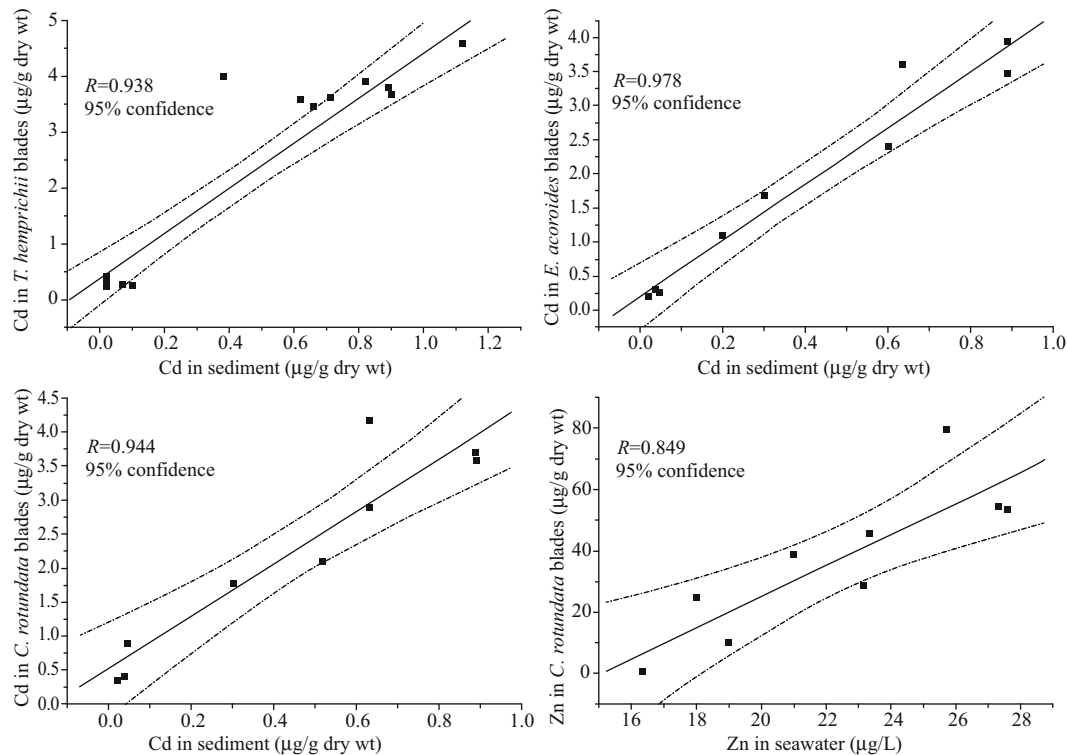 5
4
3
2
1
0
Cd in T. hemprichii blades (µg/g dry wt)
R=0.938
95% confidence
0.0 0.2 0.4 0.6 0.8 1.0 1.2
Cd in sediment (µg/g dry wt)
4.0
3.5
3.0
2.5
2.0
1.5
1.0
0.5
0.0
Cd in E. acoroides blades (µg/g dry wt)
R=0.978
95% confidence
0.0 0.2 0.4 0.6 0.8 1.0
Cd in sediment (µg/g dry wt)
4.5
4.0
3.5
3.0
2.5
2.0
1.5
1.0
0.5
0.0
Cd in C. rotundata blades (µg/g dry wt)
R=0.944
95% confidence
0.0 0.2 0.4 0.6 0.8 1.0
Cd in sediment (µg/g dry wt)
80
60
40
20
0
Zn in C. rotundata blades (µg/g dry wt)
R=0.849
95% confidence
16 18 20 22 24 26 28
Zn in seawater (µg/L)